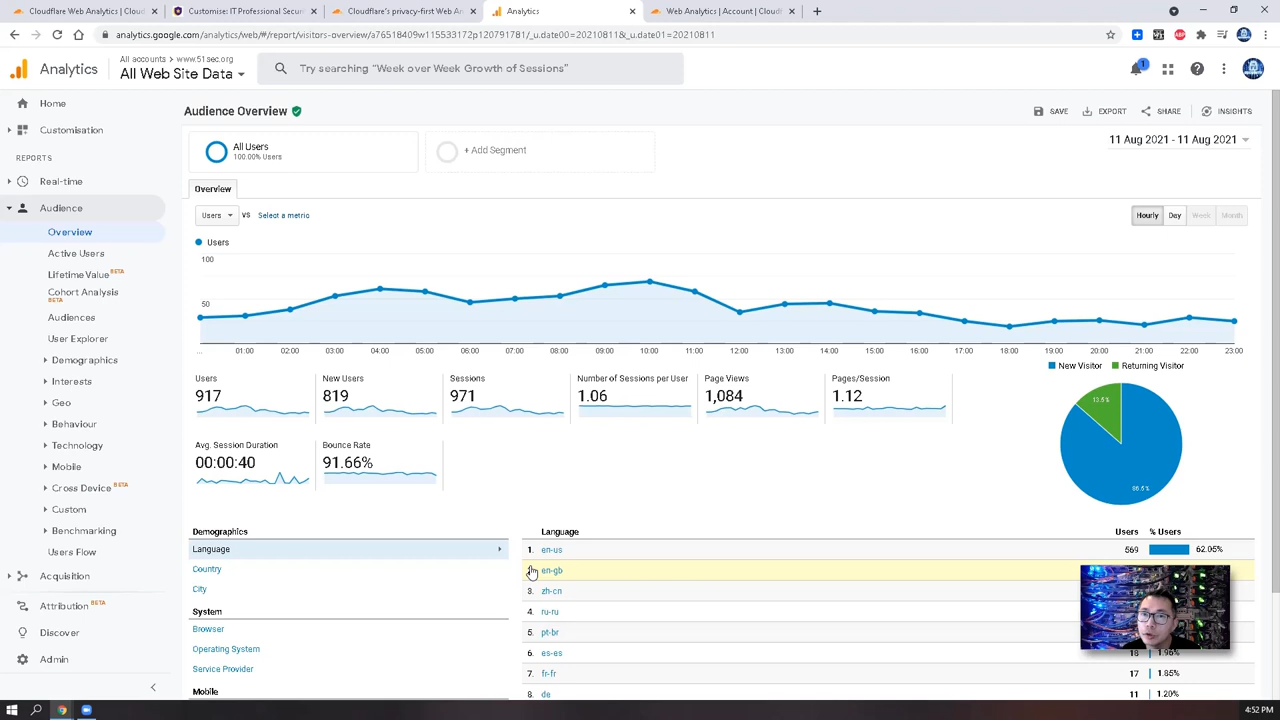 Cloudflare Web Analytics | Cloud
Customise: IT Professional Secur
Cloudflare's privacy-first Web An
Analytics
Web Analytics | Account | Cloudf
analytics.google.com/analytics/web/#/report/visitors-overview/a76518409w115533172p120791781/_u.date00=20210811&_u.date01=20210811
Analytics
All accounts > www.51sec.org
All Web Site Data
Try searching "Week over Week Growth of Sessions"
1
Home
Customisation
REPORTS
Real-time
Audience
Overview
Active Users
Lifetime Value BETA
Cohort Analysis
BETA
Audiences
User Explorer
Demographics
Interests
Geo
Behaviour
Technology
Mobile
Cross Device BETA
Custom
Benchmarking
Users Flow
Acquisition
Attribution BETA
Discover
Admin
Audience Overview
SAVE
EXPORT
SHARE
INSIGHTS
All Users
100.00% Users
+ Add Segment
11 Aug 2021 - 11 Aug 2021
Overview
Users
VS
Select a metric
Hourly
Day
Week
Month
Users
100
50
...
01:00
02:00
03:00
04:00
05:00
06:00
07:00
08:00
09:00
10:00
11:00
12:00
13:00
14:00
15:00
16:00
17:00
18:00
19:00
20:00
21:00
22:00
23:00
New Visitor
Returning Visitor
Users
917
New Users
819
Sessions
971
Number of Sessions per User
1.06
Page Views
1,084
Pages/Session
1.12
Avg. Session Duration
00:00:40
Bounce Rate
91.66%
13.5%
86.5%
Demographics
Language
Country
City
System
Browser
Operating System
Service Provider
Mobile
Language
Users
% Users
1. en-us 569 62.05%
en-gb
3. zh-cn
4. ru-ru
5. pt-br
6. es-es 18 1.96%
7. fr-fr 17 1.85%
8. de 11 1.20%
4:52 PM